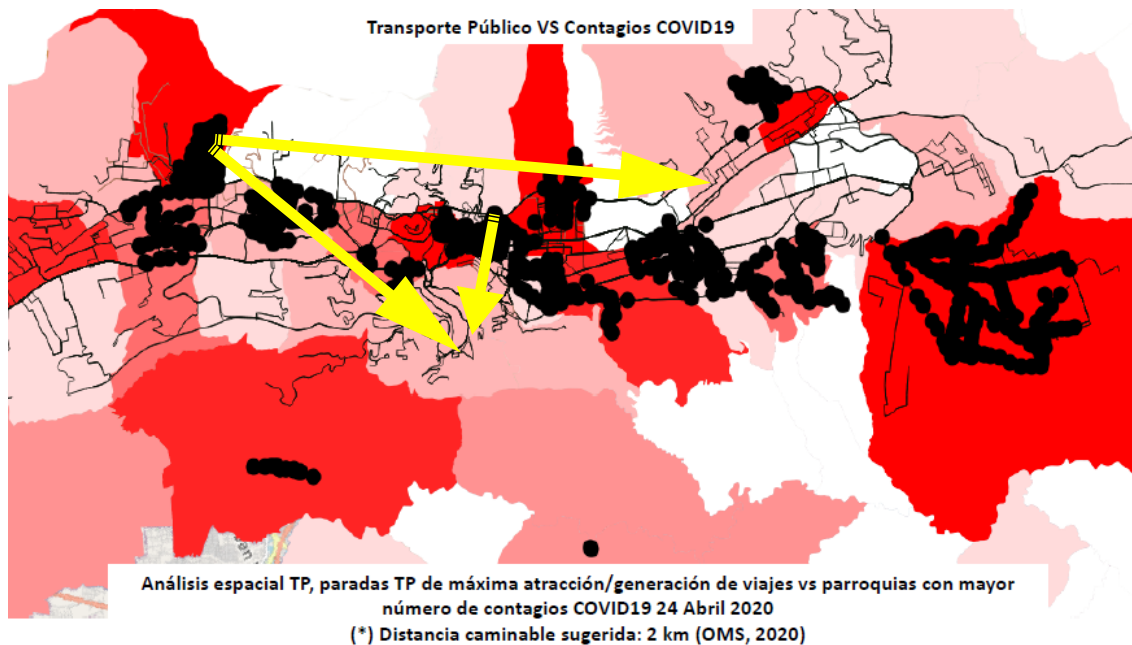 Transporte Público VS Contagios COVID19
Análisis espacial TP, paradas TP de máxima atracción/generación de viajes vs parroquias con mayor
número de contagios COVID19 24 Abril 2020
(*) Distancia caminable sugerida: 2 km (OMS, 2020)